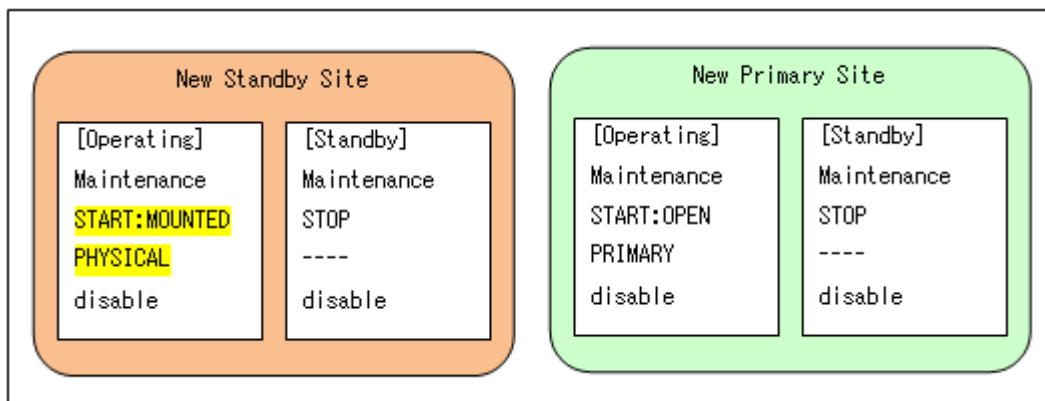 New Standby Site
[Operating]
Maintenance
START:MOUNTED
PHYSICAL
disable
[Standby]
Maintenance
STOP
----
disable
New Primary Site
[Operating]
Maintenance
START:OPEN
PRIMARY
disable
[Standby]
Maintenance
STOP
----
disable